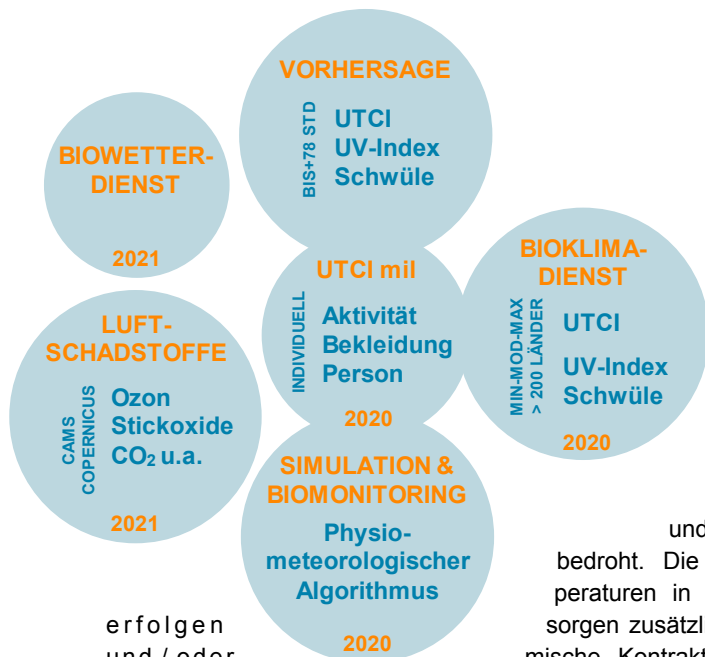 VORHERSAGE
BIS+78 STD
UTCI
UV-Index
Schwüle
BIOWETTER-
DIENST
2021
UTCI mil
INDIVIDUELL
Aktivität
Bekleidung
Person
2020
BIOKLIMA-
DIENST
MIN-MOD-MAX
> 200 LÄNDER
UTCI
UV-Index
Schwüle
2020
LUFT-
SCHADSTOFFE
CAMS
COPERNICUS
Ozon
Stickoxide
CO₂ u.a.
2021
SIMULATION &
BIOMONITORING
Physio-
meteorologischer
Algorithmus
2020
und
bedroht. Die
peraturen in
sorgen zusätzli
mische Kontrakt
erfolgen
und / oder